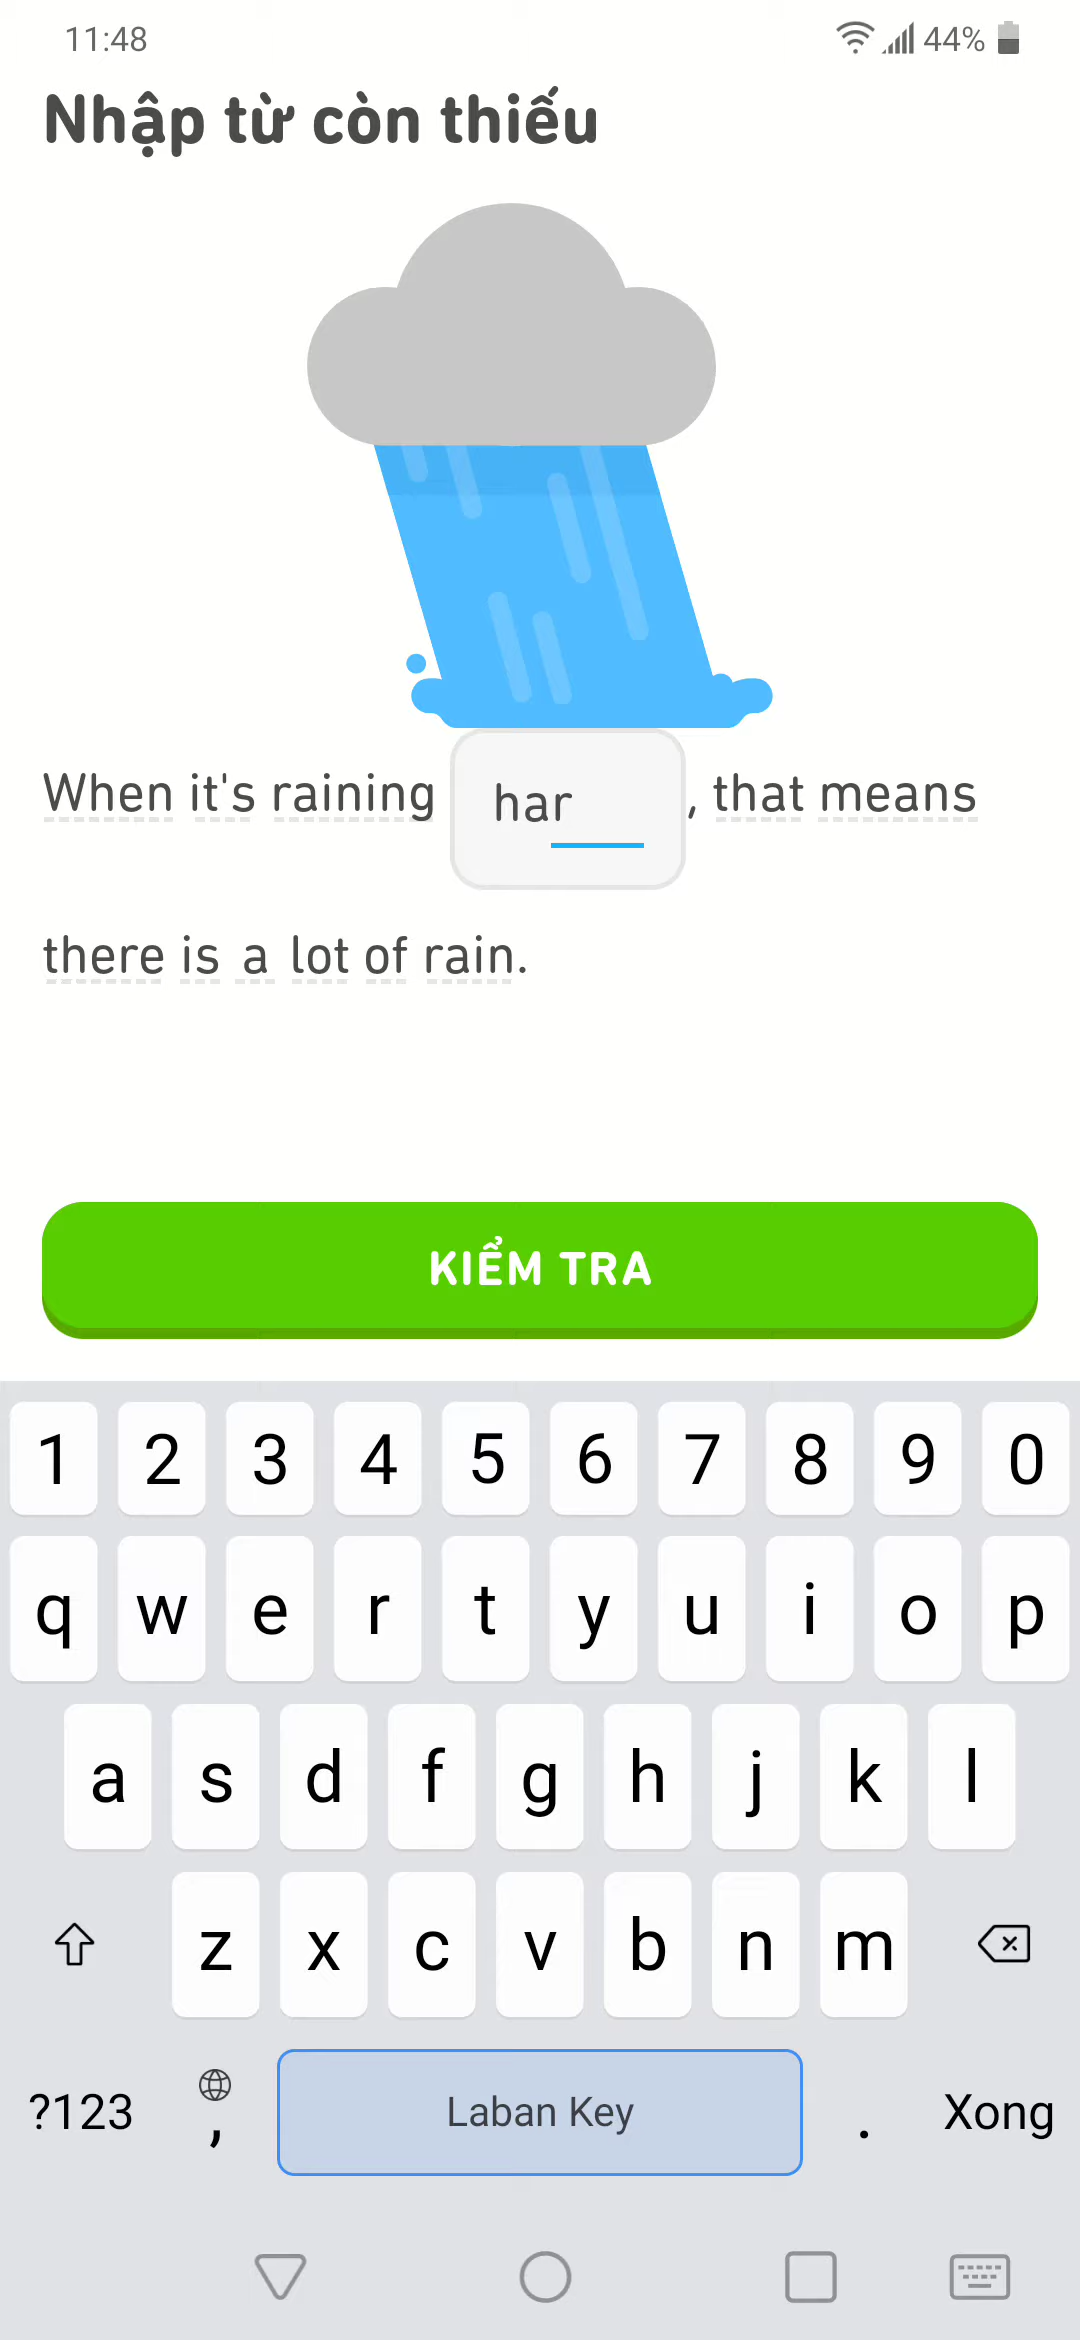 11:48 44%
Nhập từ còn thiếu
When it's raining har, that means
there is a lot of rain.
KIỂM TRA
1 2 3 4 5 6 7 8 9 0
q w e r t y u i o p
a s d f g h j k l
z x c v b n m
?123 , Laban Key . Xong